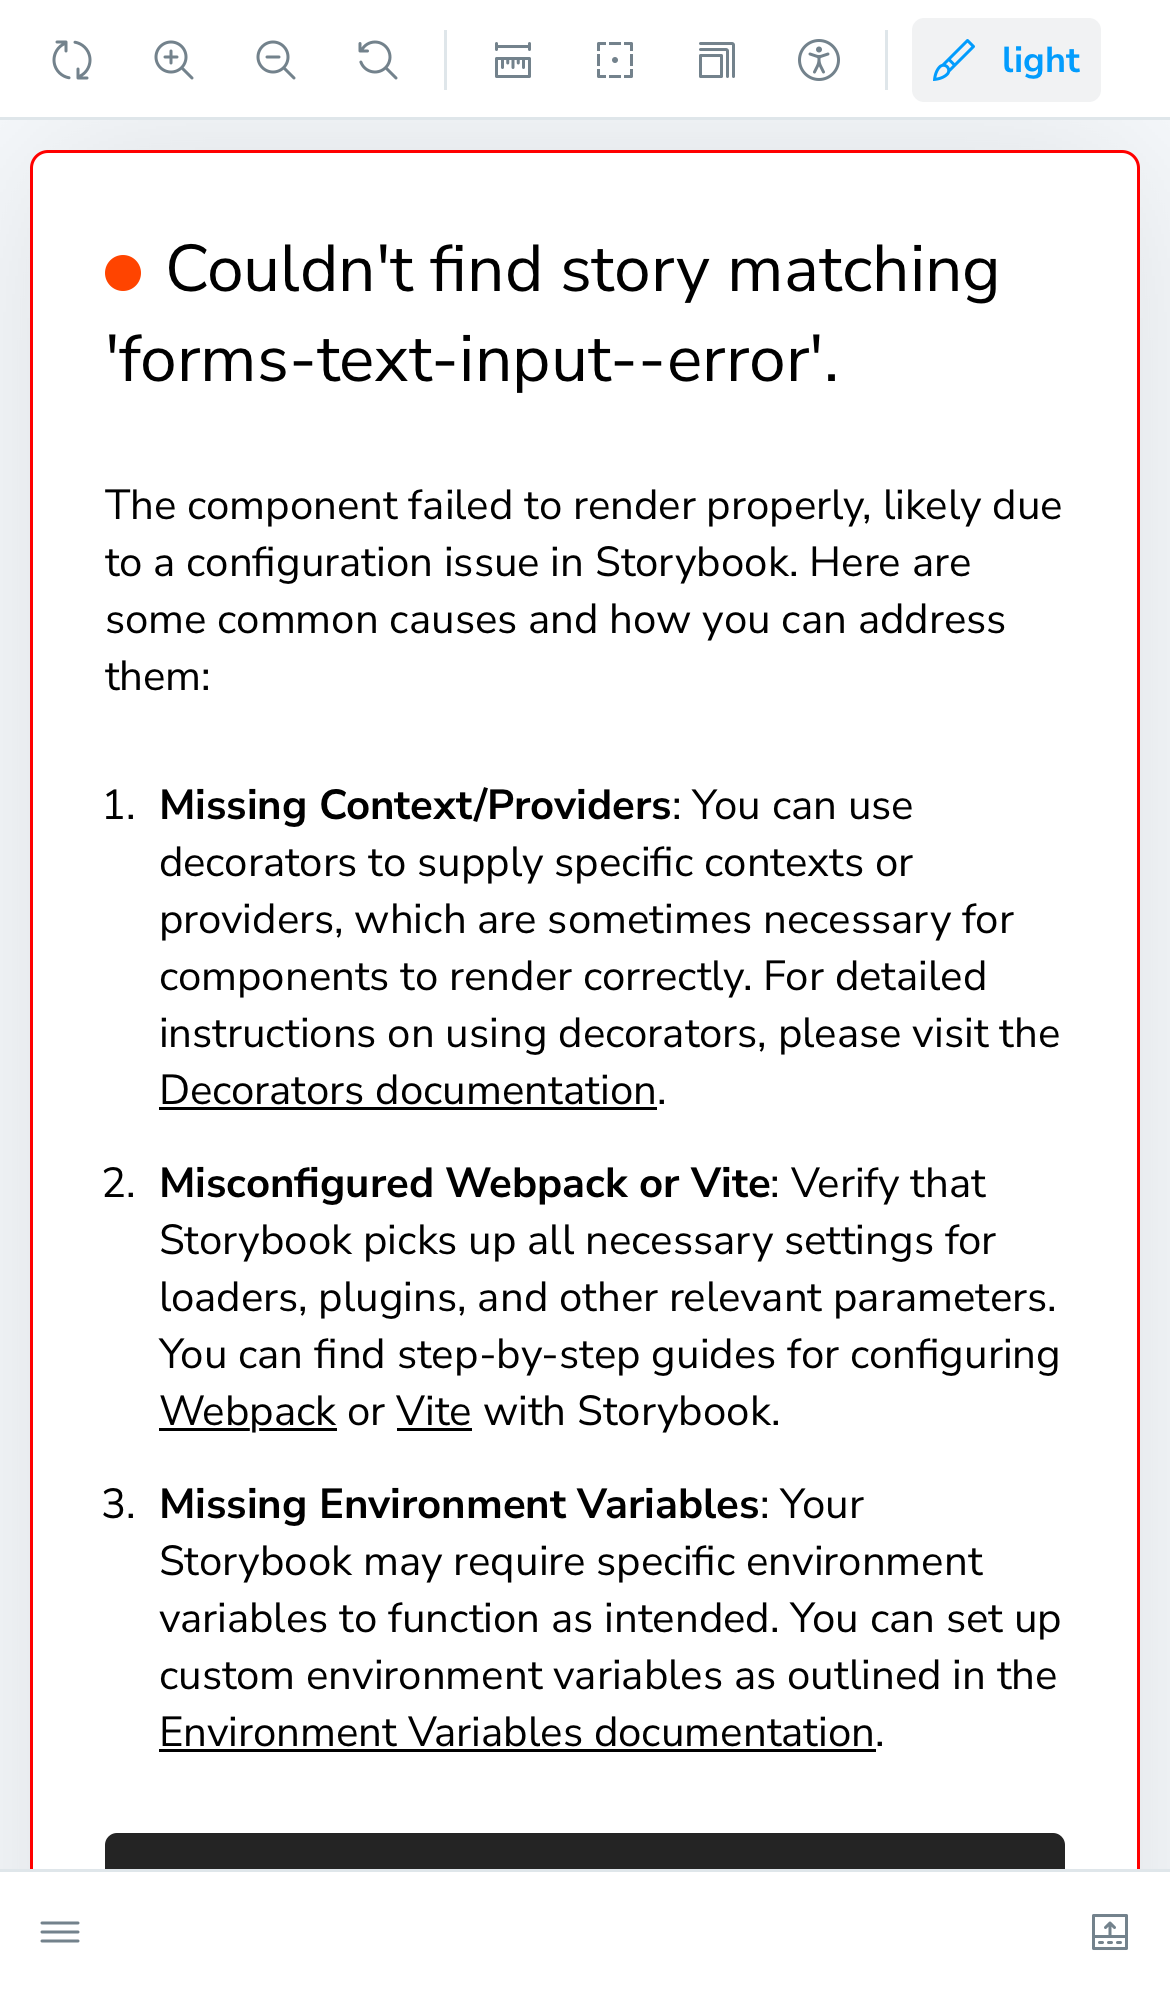 light
Couldn't find story matching
'forms-text-input--error'.
The component failed to render properly, likely due
to a configuration issue in Storybook. Here are
some common causes and how you can address
them:
1. Missing Context/Providers: You can use
decorators to supply specific contexts or
providers, which are sometimes necessary for
components to render correctly. For detailed
instructions on using decorators, please visit the
Decorators documentation.
2. Misconfigured Webpack or Vite: Verify that
Storybook picks up all necessary settings for
loaders, plugins, and other relevant parameters.
You can find step-by-step guides for configuring
Webpack or Vite with Storybook.
3. Missing Environment Variables: Your
Storybook may require specific environment
variables to function as intended. You can set up
custom environment variables as outlined in the
Environment Variables documentation.